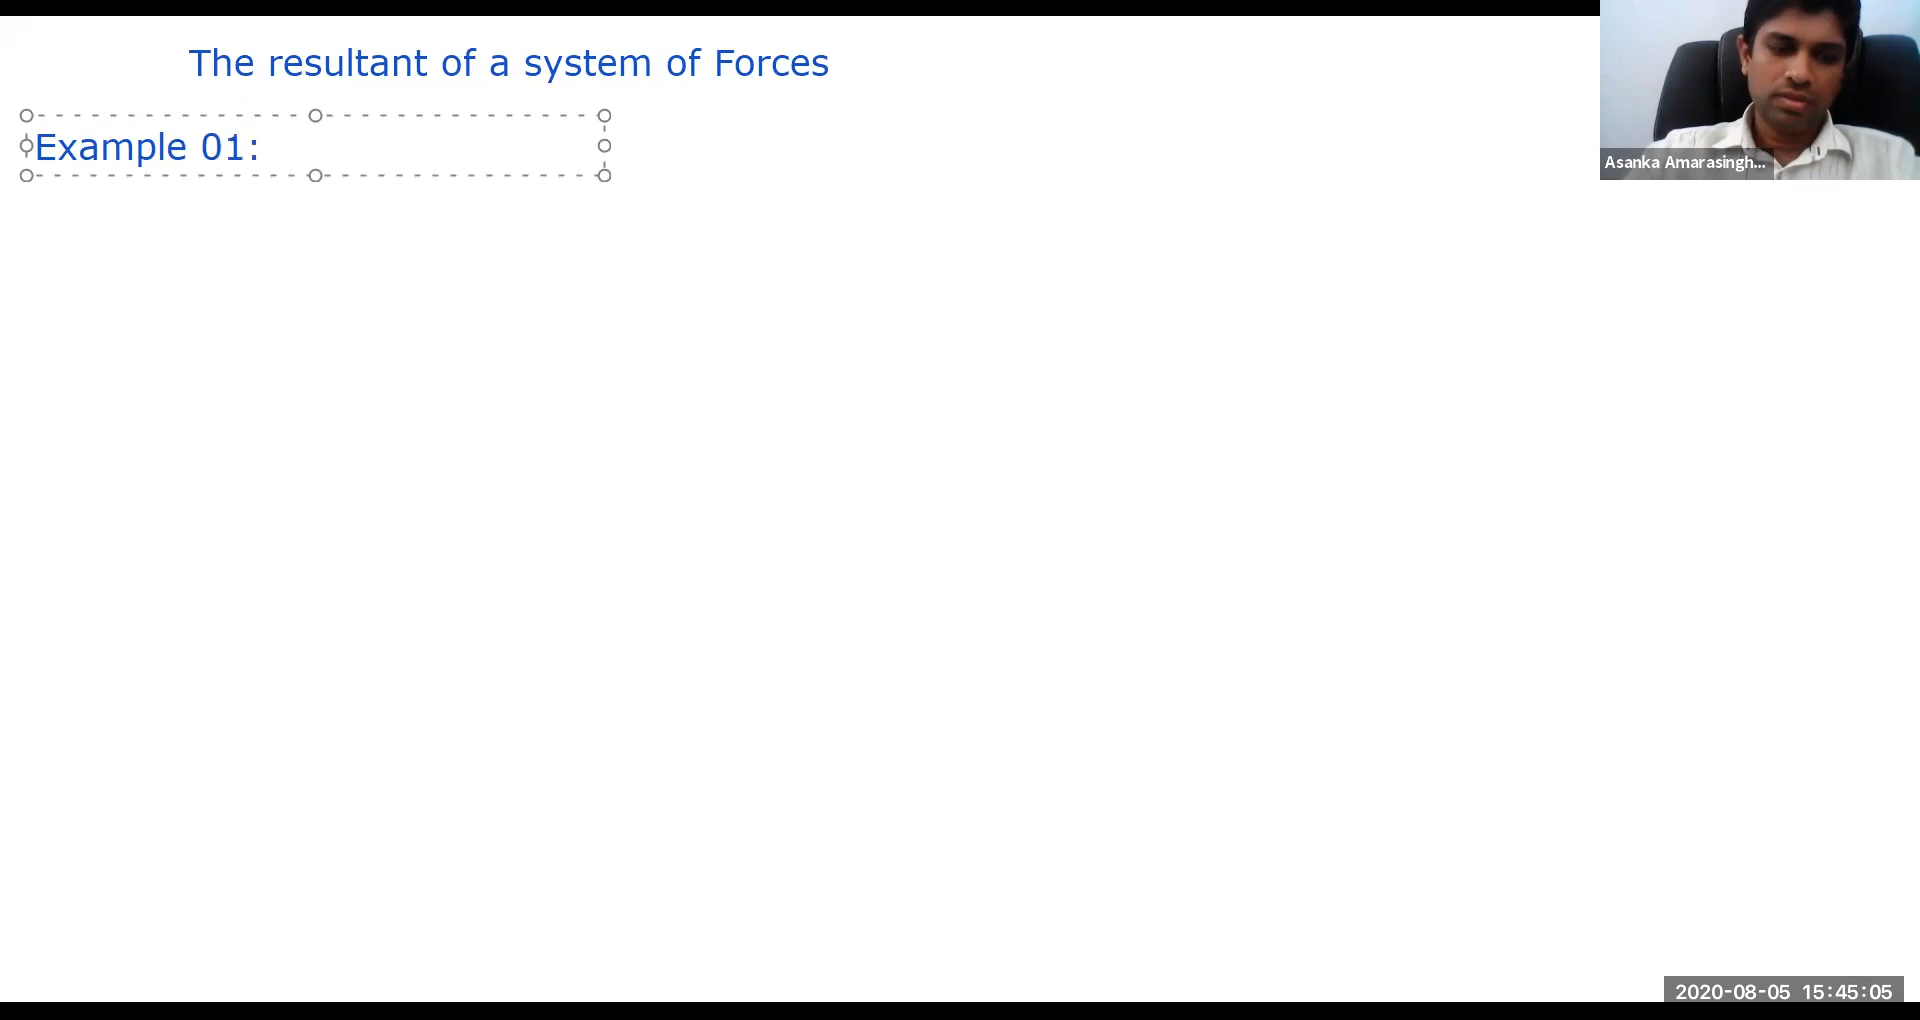 The resultant of a system of Forces
Example 01:
Asanka Amarasingh...
2020-08-05 15:45:05